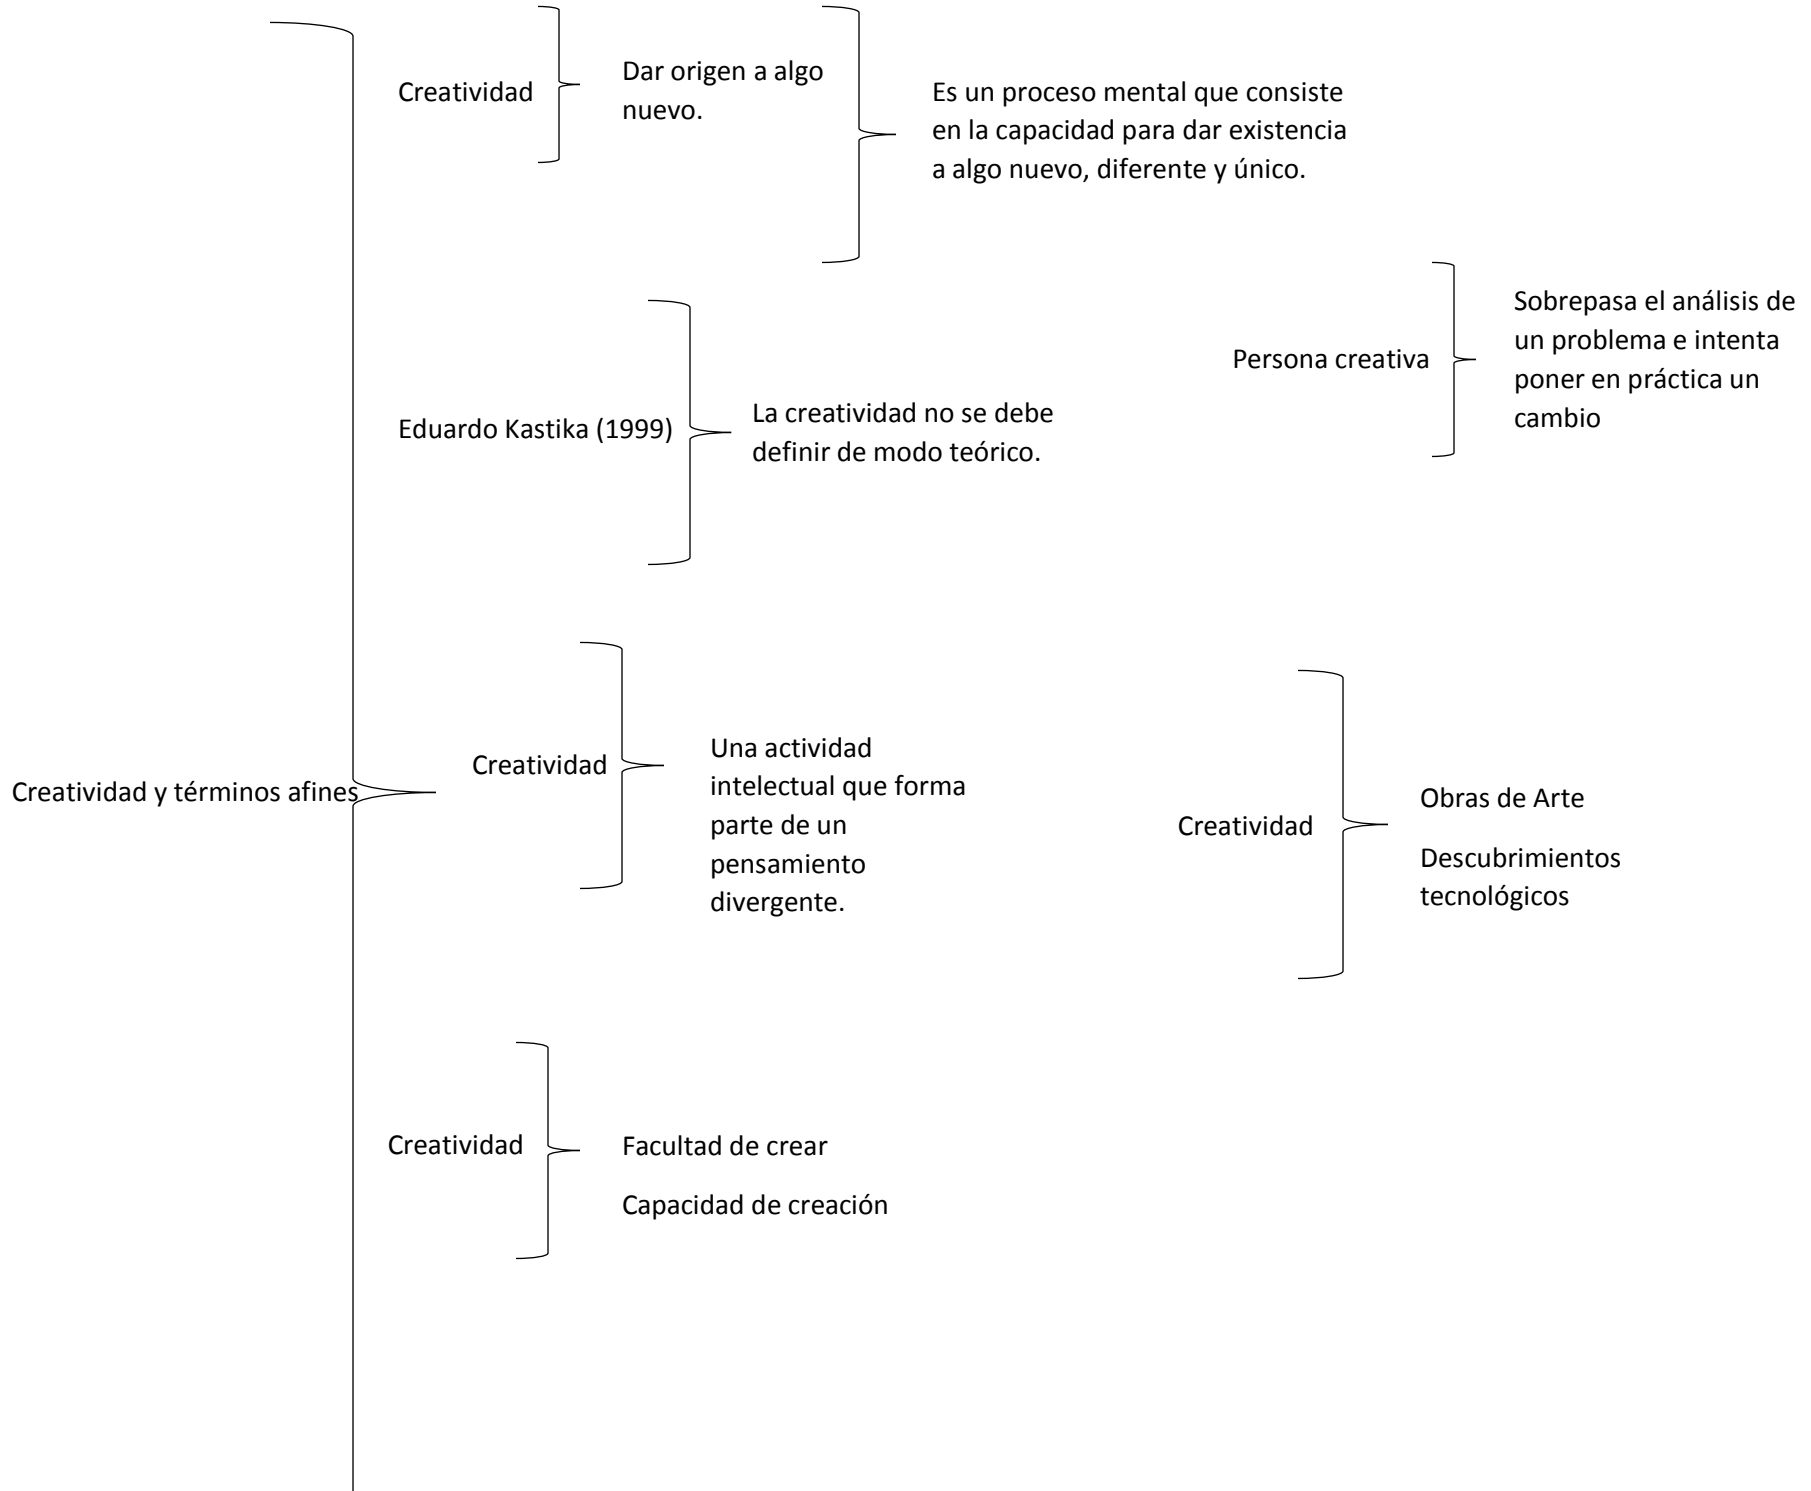 Creatividad
Dar origen a algo
nuevo.
Es un proceso mental que consiste
en la capacidad para dar existencia
a algo nuevo, diferente y único.
Eduardo Kastika (1999)
La creatividad no se debe
definir de modo teórico.
Persona creativa
Sobrepasa el análisis de
un problema e intenta
poner en práctica un
cambio
Creatividad y términos afines
Creatividad
Una actividad
intelectual que forma
parte de un
pensamiento
divergente.
Creatividad
Obras de Arte
Descubrimientos
tecnológicos
Creatividad
Facultad de crear
Capacidad de creación